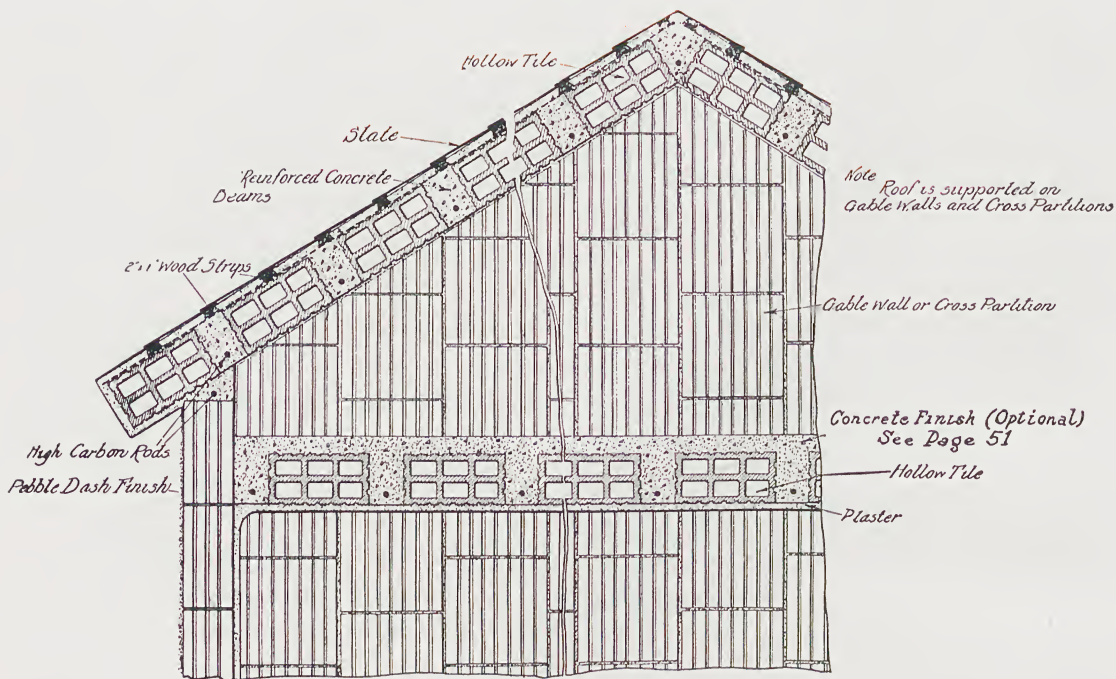 Hollow Tile
Slate
Reinforced Concrete
Beams
Wood Strips
High Carbon Rods
Pebble Dash Finish
Note
Roof is supported on
Gable Walls and Cross Partitions
Gable Wall or Cross Partition
Concrete Finish (Optional)
See Page 51
Hollow Tile
Plaster